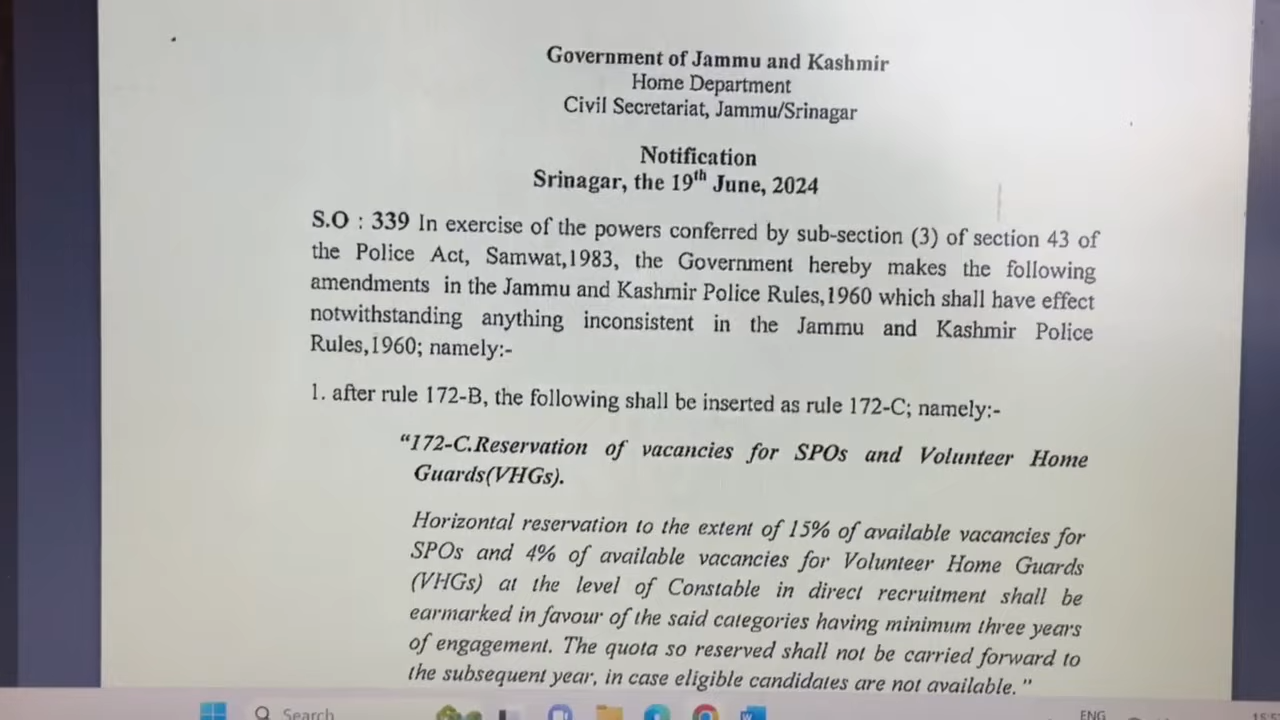 Government of Jammu and Kashmir
Home Department
Civil Secretariat, Jammu/Srinagar
Notification
Srinagar, the 19th June, 2024
S.O : 339 In exercise of the powers conferred by sub-section (3) of section 43 of
the Police Act, Samwat,1983, the Government hereby makes the following
amendments in the Jammu and Kashmir Police Rules,1960 which shall have effect
notwithstanding anything inconsistent in the Jammu and Kashmir Police
Rules,1960; namely:-
1. after rule 172-B, the following shall be inserted as rule 172-C; namely:-
“172-C.Reservation of vacancies for SPOs and Volunteer Home
Guards(VHGs).
Horizontal reservation to the extent of 15% of available vacancies for
SPOs and 4% of available vacancies for Volunteer Home Guards
(VHGs) at the level of Constable in direct recruitment shall be
earmarked in favour of the said categories having minimum three years
of engagement. The quota so reserved shall not be carried forward to
the subsequent year, in case eligible candidates are not available.”
Search
ENG